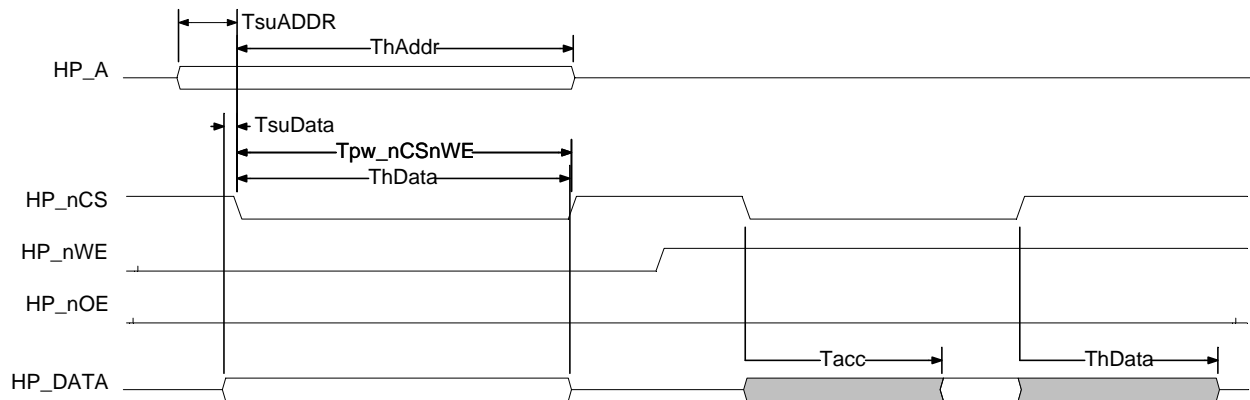 TsuADDR
ThAddr
HP_A
TsuData
Tpw_nCSnWE
ThData
HP_nCS
HP_nWE
HP_nOE
Tacc
ThData
HP_DATA